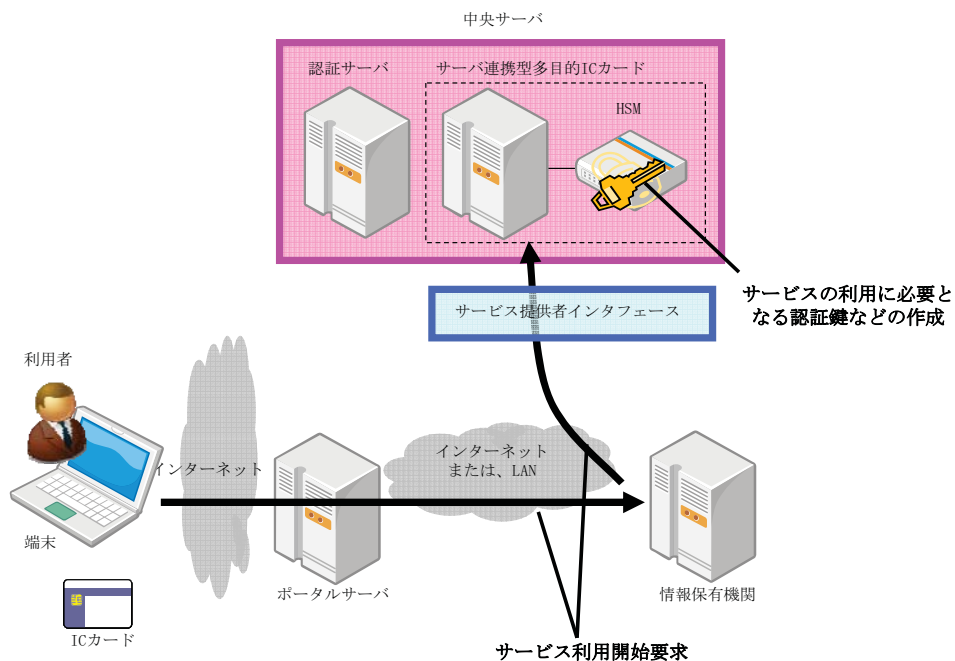 中央サーバ
認証サーバ
サーバ連携型多目的ICカード
HSM
サービスの利用に必要と
なる認証鍵などの作成
サービス提供者インタフェース
利用者
インターネット
インターネット
または、LAN
端末
ポータルサーバ
情報保有機関
ICカード
サービス利用開始要求